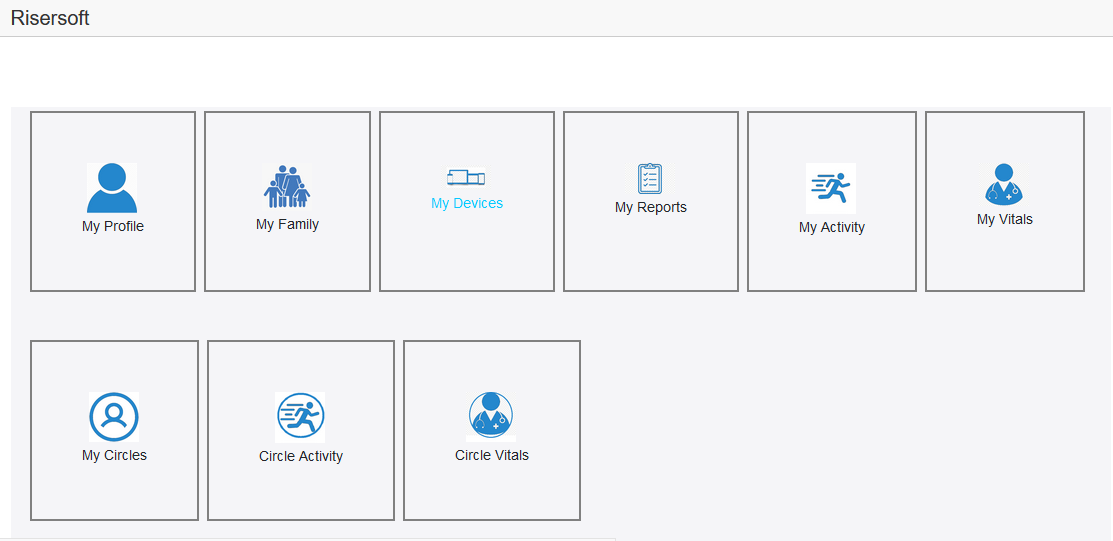 Risersoft
My Profile
My Family
My Devices
My Reports
My Activity
My Vitals
My Circles
Circle Activity
Circle Vitals